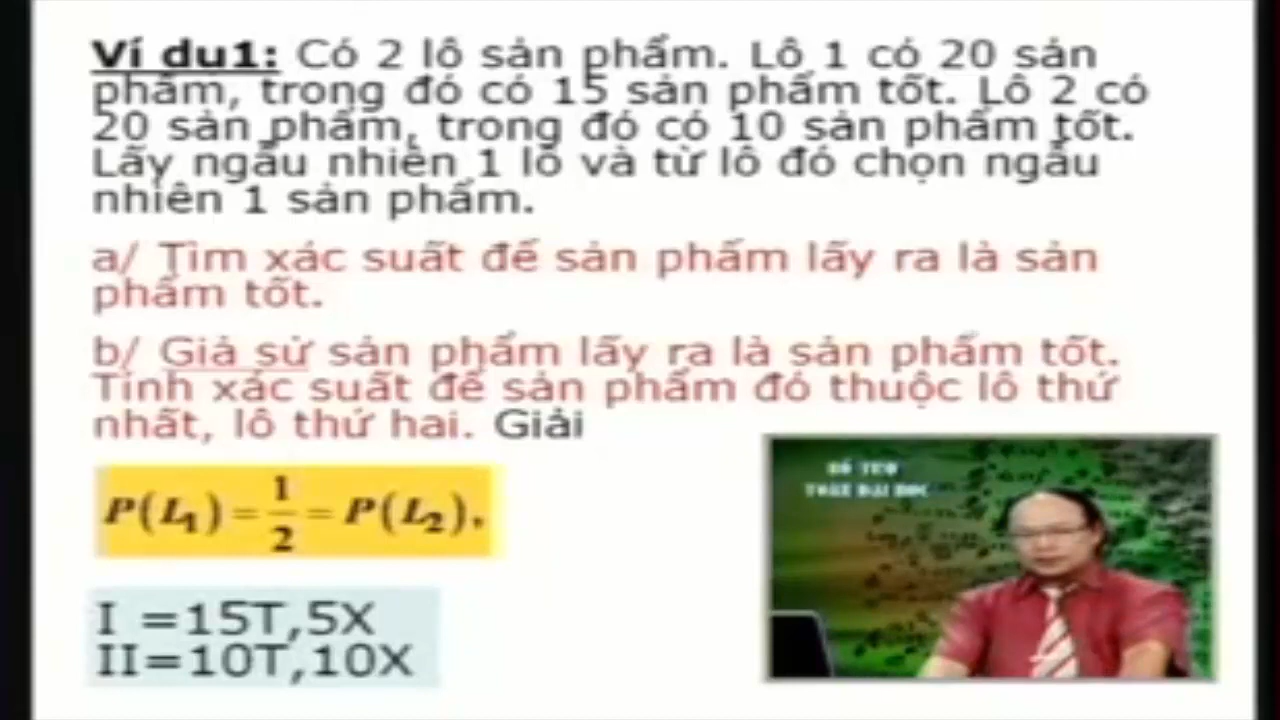 Ví dụ1: Có 2 lô sản phẩm. Lô 1 có 20 sản
phẩm, trong đó có 15 sản phẩm tốt. Lô 2 có
20 sản phẩm, trong đó có 10 sản phẩm tốt.
Lấy ngẫu nhiên 1 lô và từ lô đó chọn ngẫu
nhiên 1 sản phẩm.
a/ Tìm xác suất để sản phẩm lấy ra là sản
phẩm tốt.
b/ Giả sử sản phẩm lấy ra là sản phẩm tốt.
Tính xác suất để sản phẩm đó thuộc lô thứ
nhất, lô thứ hai. Giải
P(L₁) = 1/2 = P(L₂),
I =15T,5X
II=10T,10X
TOÁN ĐẠI HỌC